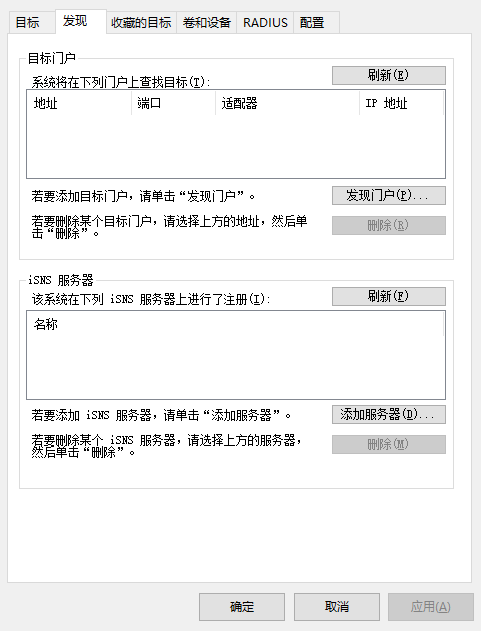 目标 发现 收藏的目标 卷和设备 RADIUS 配置
目标门户
系统将在下列门户上查找目标(T): 刷新(E)
地址 端口 适配器 IP 地址
若要添加目标门户，请单击“发现门户”。 发现门户(P)...
若要删除某个目标门户，请选择上方的地址，然后单 删除(R)
击“删除”。
iSNS 服务器
该系统在下列 iSNS 服务器上进行了注册(I): 刷新(F)
名称
若要添加 iSNS 服务器，请单击“添加服务器”。 添加服务器(D)...
若要删除某个 iSNS 服务器，请选择上方的服务器， 删除(M)
然后单击“删除”。
确定 取消 应用(A)